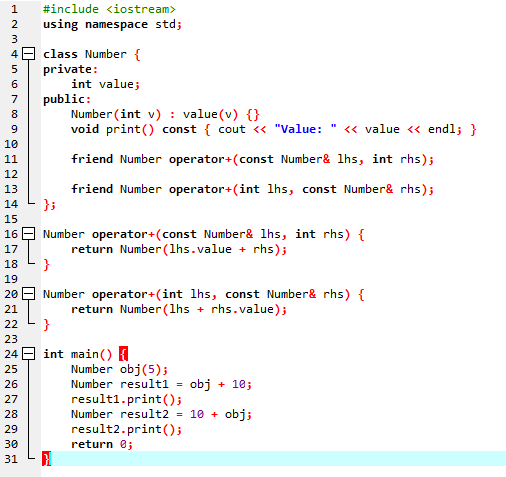 1 #include <iostream>
2 using namespace std;
3
4 class Number {
5 private:
6     int value;
7 public:
8     Number(int v) : value(v) {}
9     void print() const { cout << "Value: " << value << endl; }
10
11     friend Number operator+(const Number& lhs, int rhs);
12
13     friend Number operator+(int lhs, const Number& rhs);
14 };
15
16 Number operator+(const Number& lhs, int rhs) {
17     return Number(lhs.value + rhs);
18 }
19
20 Number operator+(int lhs, const Number& rhs) {
21     return Number(lhs + rhs.value);
22 }
23
24 int main() {
25     Number obj(5);
26     Number result1 = obj + 10;
27     result1.print();
28     Number result2 = 10 + obj;
29     result2.print();
30     return 0;
31 }